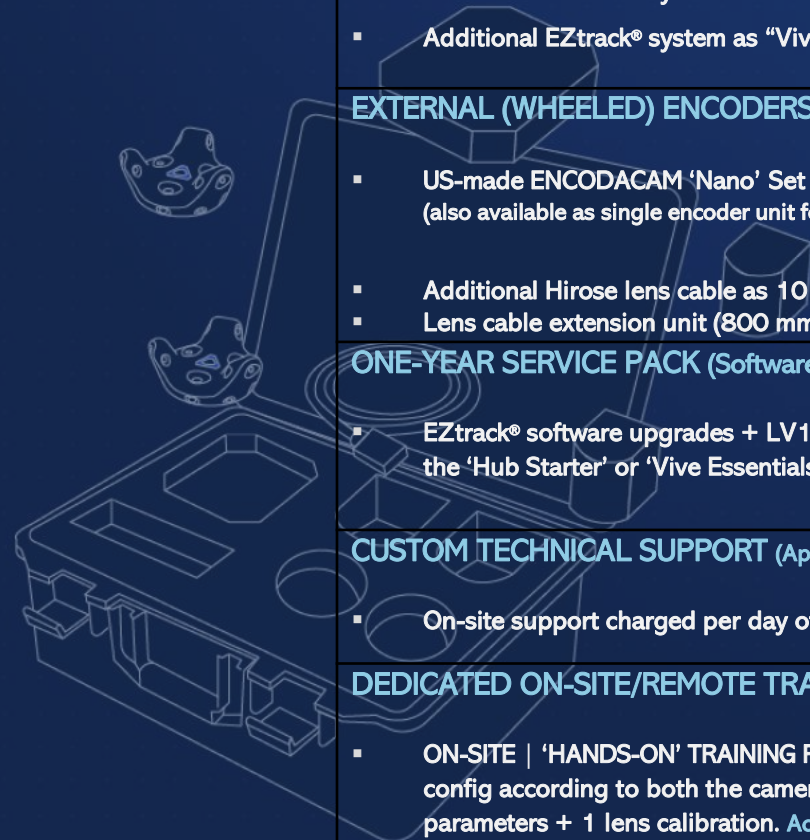 Additional EZtrack® system as “Viv
EXTERNAL (WHEELED) ENCODERS
US-made ENCODACAM ‘Nano’ Set
(also available as single encoder unit fo
Additional Hirose lens cable as 10
Lens cable extension unit (800 mm
ONE-YEAR SERVICE PACK (Software
EZtrack® software upgrades + LV1
the ‘Hub Starter’ or ‘Vive Essentials
CUSTOM TECHNICAL SUPPORT (Ap
On-site support charged per day of
DEDICATED ON-SITE/REMOTE TRA
ON-SITE | ‘HANDS-ON’ TRAINING F
config according to both the camer
parameters + 1 lens calibration. Ac